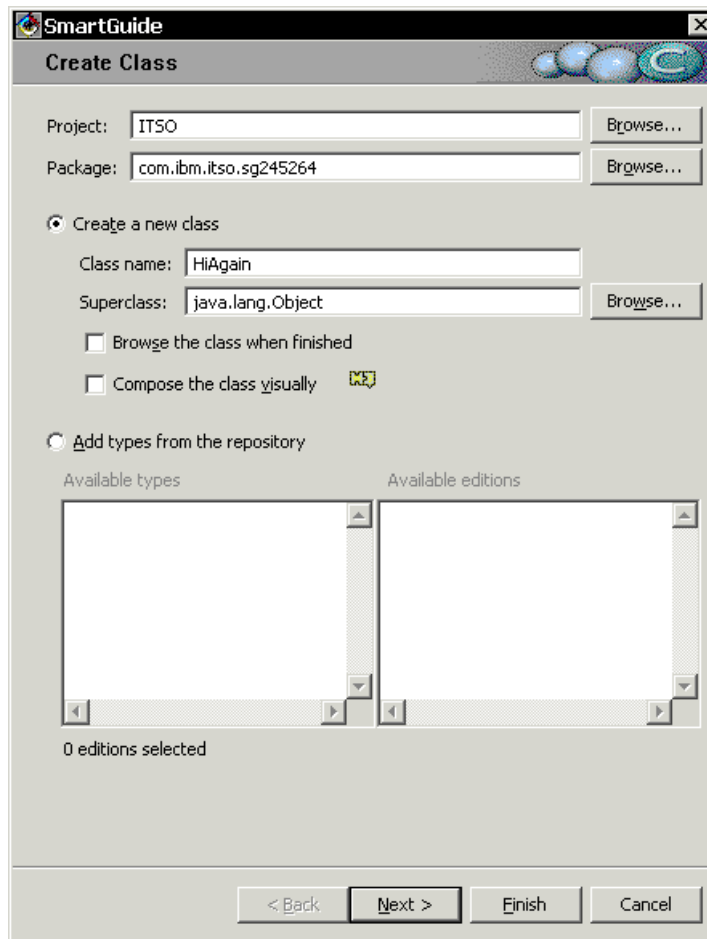 SmartGuide
Create Class
Project: ITSO Browse...
Package: com.ibm.itso.sg245264 Browse...
Create a new class
Class name: HiAgain
Superclass: java.lang.Object Browse...
Browse the class when finished
Compose the class visually
Add types from the repository
Available types Available editions
0 editions selected
< Back Next > Finish Cancel